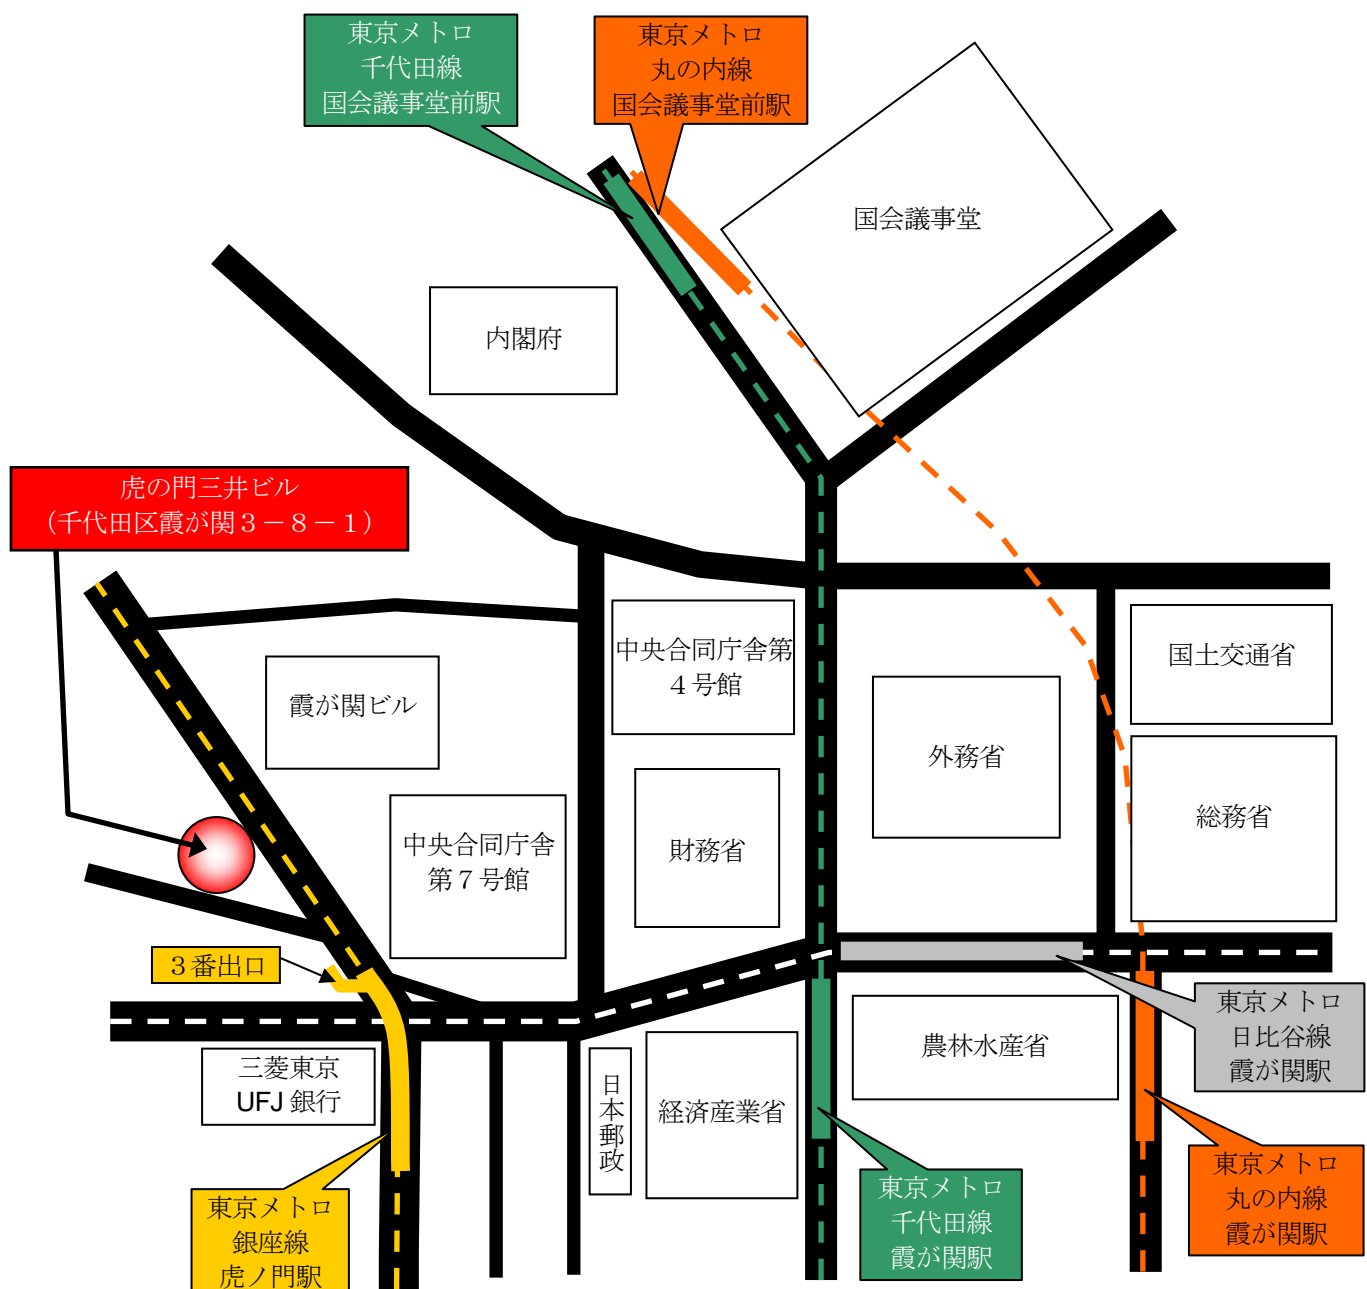 東京メトロ
千代田線
国会議事堂前駅
東京メトロ
丸の内線
国会議事堂前駅
国会議事堂
内閣府
虎の門三井ビル
（千代田区霞が関３－８－１）
中央合同庁舎第
４号館
国土交通省
霞が関ビル
外務省
中央合同庁舎
第７号館
財務省
総務省
３番出口
東京メトロ
日比谷線
霞が関駅
農林水産省
三菱東京
UFJ 銀行
日本郵政
経済産業省
東京メトロ
銀座線
虎ノ門駅
東京メトロ
千代田線
霞が関駅
東京メトロ
丸の内線
霞が関駅